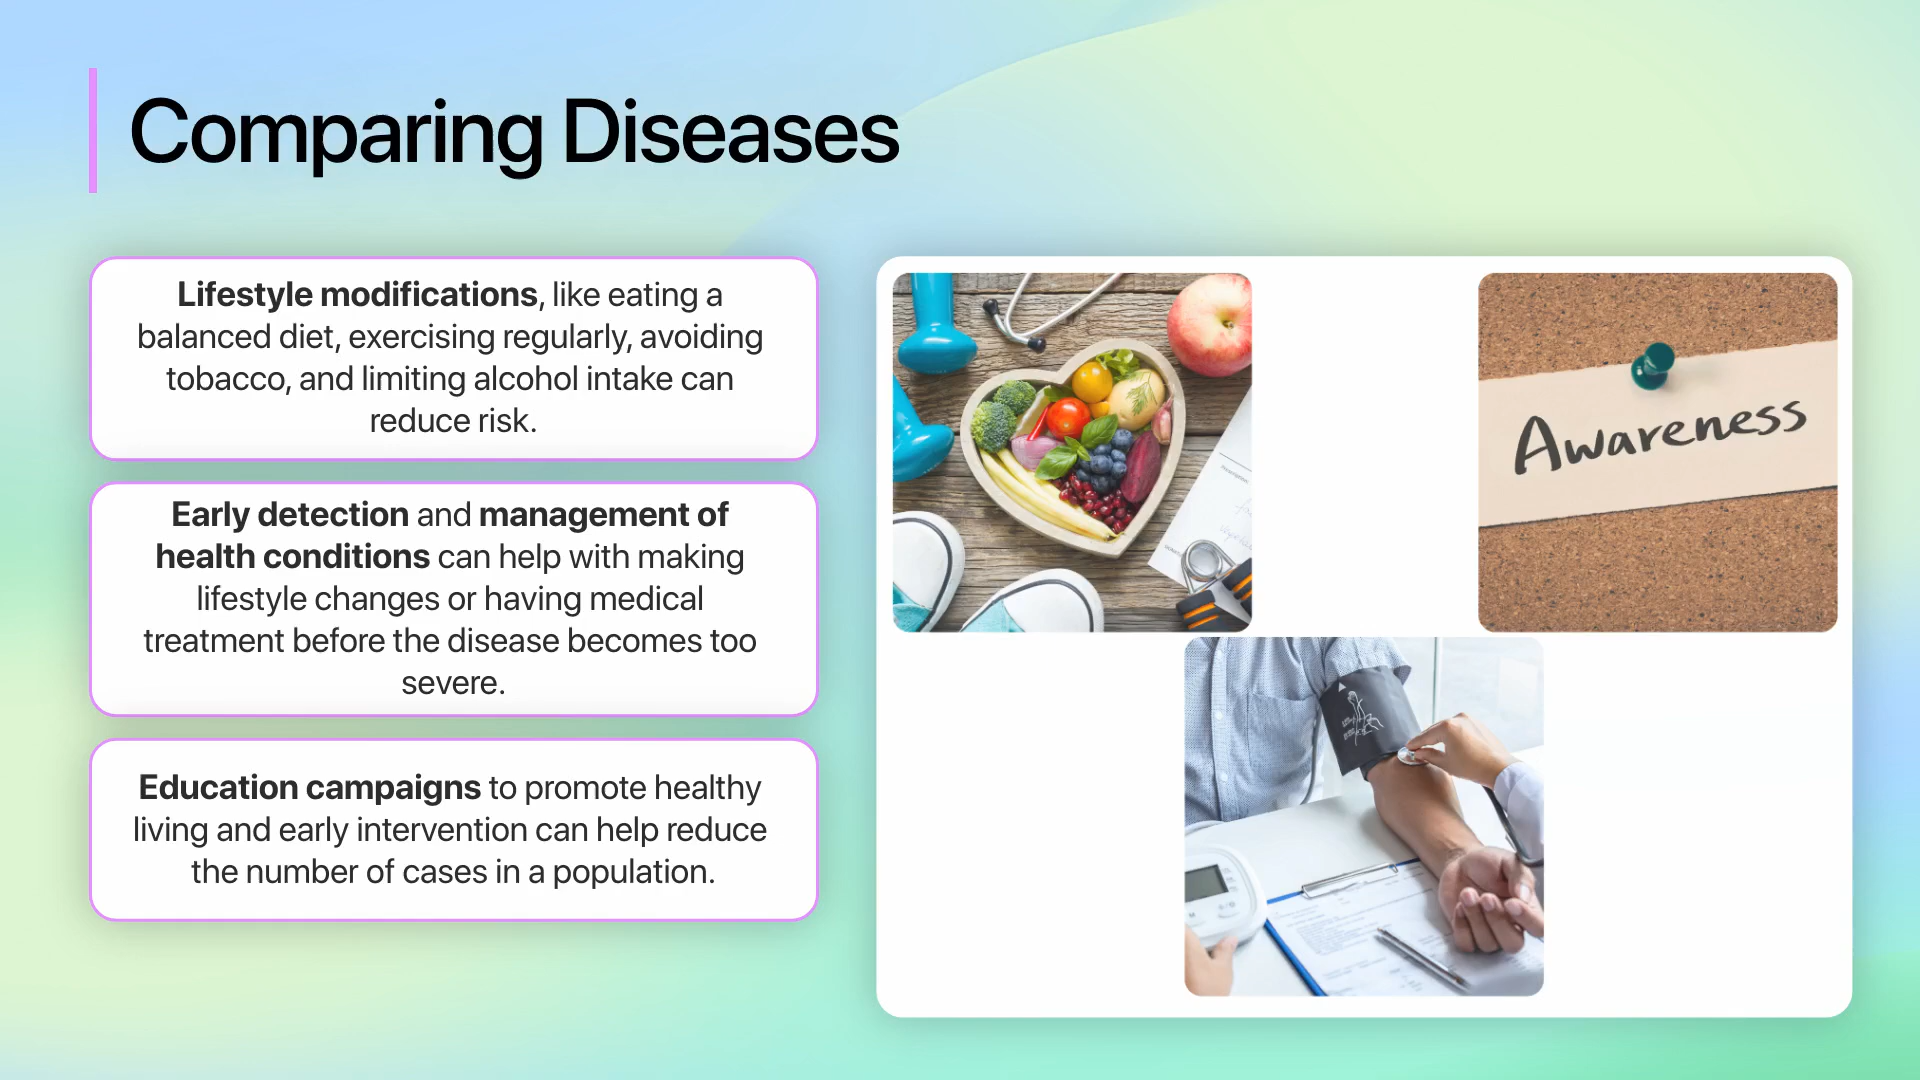 Comparing Diseases
Lifestyle modifications, like eating a
balanced diet, exercising regularly, avoiding
tobacco, and limiting alcohol intake can
reduce risk.
Early detection and management of
health conditions can help with making
lifestyle changes or having medical
treatment before the disease becomes too
severe.
Education campaigns to promote healthy
living and early intervention can help reduce
the number of cases in a population.
Awareness